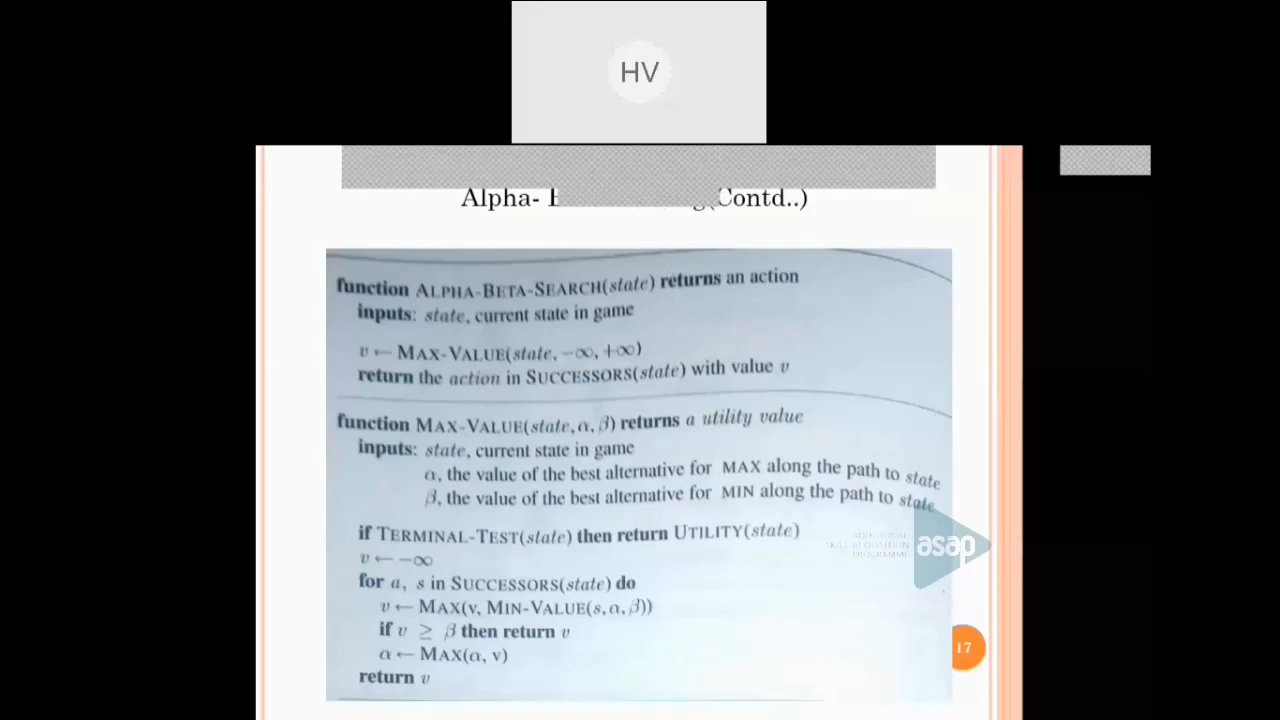 HV
Alpha- (Contd..)
function ALPHA-BETA-SEARCH(state) returns an action
inputs: state, current state in game
v ← MAX-VALUE(state, −∞, +∞)
return the action in SUCCESSORS(state) with value v
function MAX-VALUE(state, α, β) returns a utility value
inputs: state, current state in game
α, the value of the best alternative for MAX along the path to state
β, the value of the best alternative for MIN along the path to state
if TERMINAL-TEST(state) then return UTILITY(state)
v ← −∞
for a, s in SUCCESSORS(state) do
v ← MAX(v, MIN-VALUE(s, α, β))
if v ≥ β then return v
α ← MAX(α, v)
return v
ADDITIONAL
SKILL ACQUISITION
PROGRAMME
asap
17